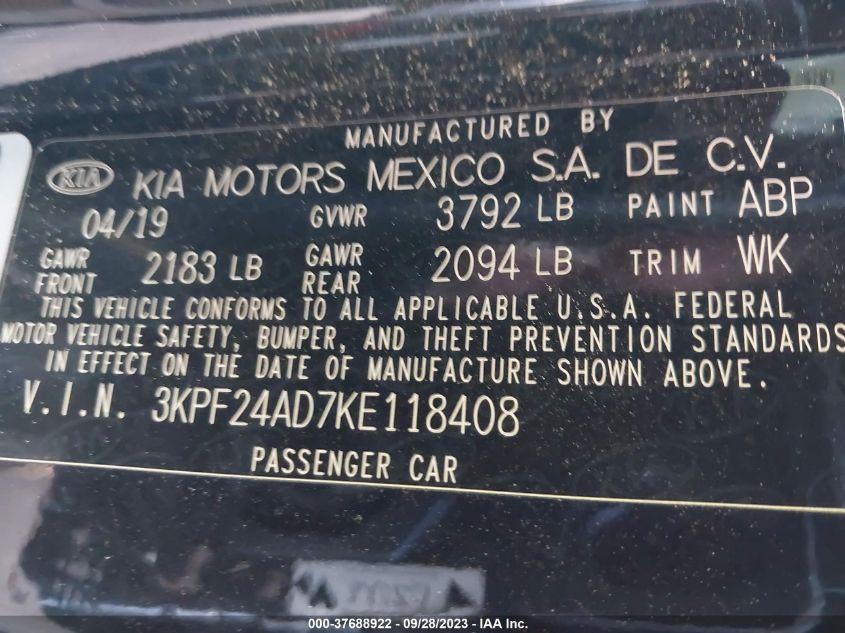 MANUFACTURED BY
KIA KIA MOTORS MEXICO S.A. DE C.V.
04/19 GVWR 3792 LB PAINT ABP
GAWR FRONT 2183 LB GAWR REAR 2094 LB TRIM WK
THIS VEHICLE CONFORMS TO ALL APPLICABLE U.S.A. FEDERAL
MOTOR VEHICLE SAFETY, BUMPER, AND THEFT PREVENTION STANDARDS
IN EFFECT ON THE DATE OF MANUFACTURE SHOWN ABOVE.
V.I.N. 3KPF24AD7KE118408
PASSENGER CAR
000-37688922 / 09/28/2023 - IAA Inc.